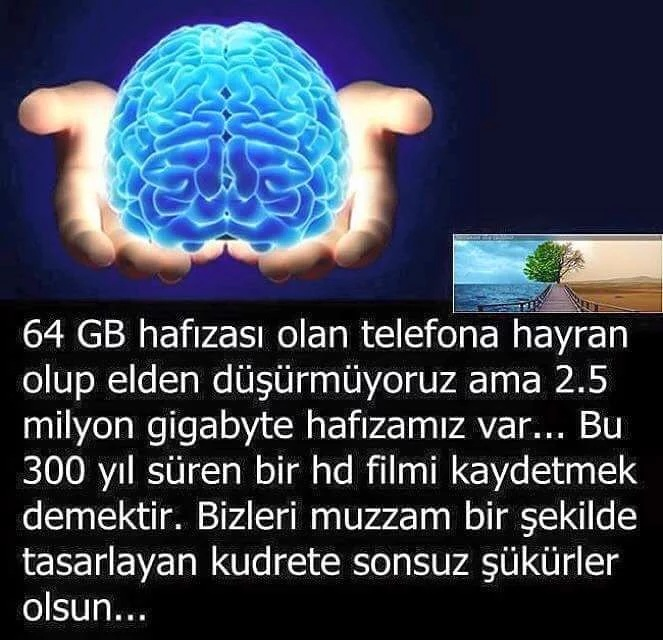 64 GB hafızası olan telefona hayran
olup elden düşürmüyoruz ama 2.5
milyon gigabyte hafızamız var... Bu
300 yıl süren bir hd filmi kaydetmek
demektir. Bizleri muzzam bir şekilde
tasarlayan kudrete sonsuz şükürler
olsun...